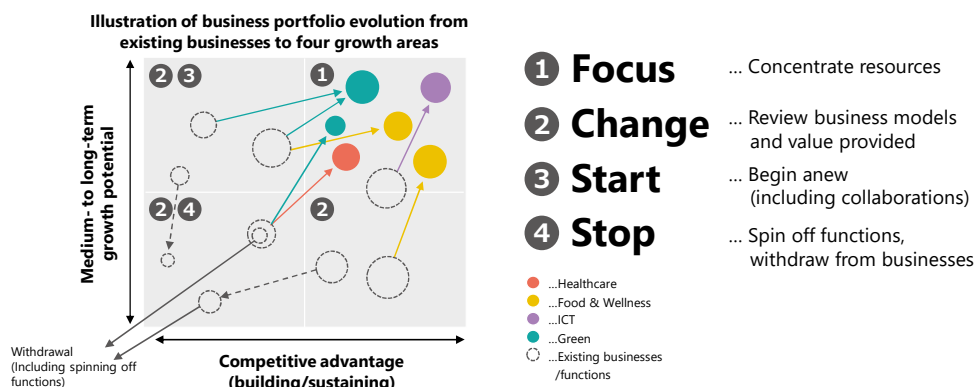 Illustration of business portfolio evolution from
existing businesses to four growth areas
Medium- to long-term
growth potential
2 3
1
2 4
2
Withdrawal
(Including spinning off
functions)
Competitive advantage
(building/sustaining)
1 Focus ... Concentrate resources
2 Change ... Review business models
and value provided
3 Start ... Begin anew
(including collaborations)
4 Stop ... Spin off functions,
withdraw from businesses
...Healthcare
...Food & Wellness
...ICT
...Green
...Existing businesses
/functions